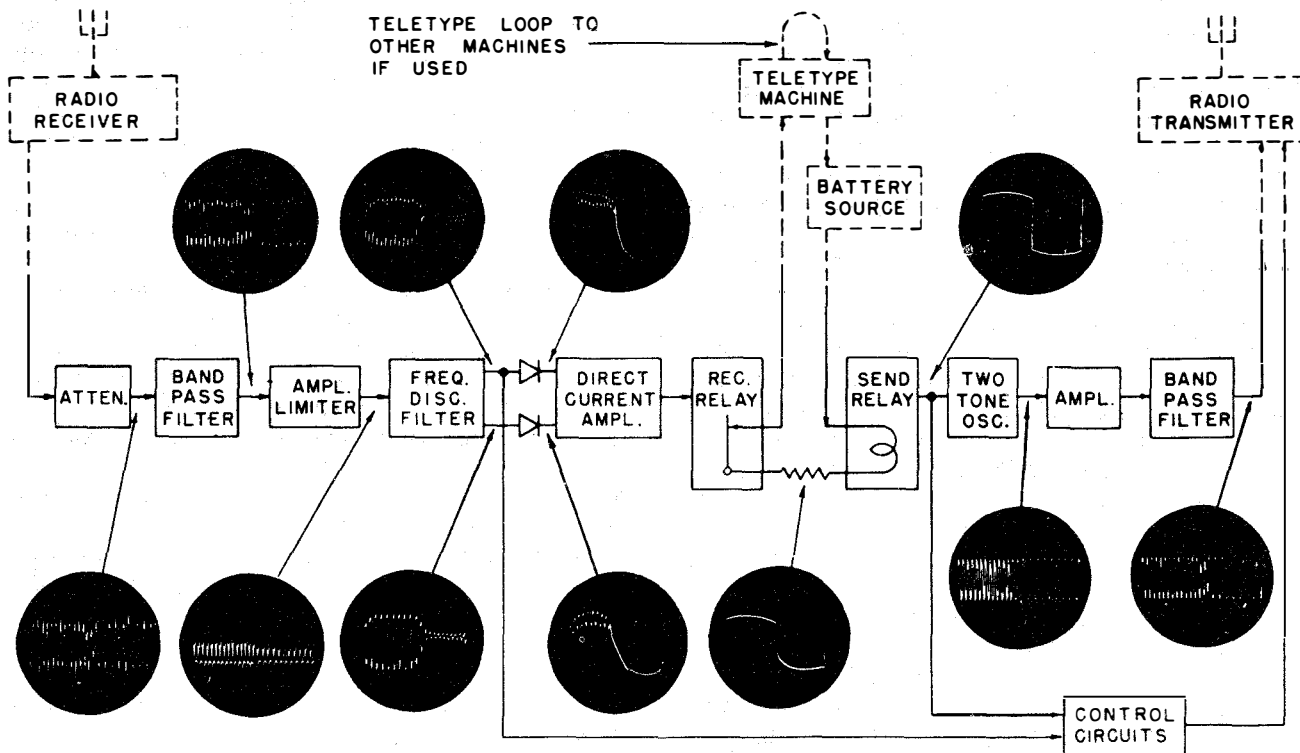 TELETYPE LOOP TO
OTHER MACHINES
IF USED
RADIO
RECEIVER
TELETYPE
MACHINE
RADIO
TRANSMITTER
BATTERY
SOURCE
ATTEN.
BAND
PASS
FILTER
AMPL.
LIMITER
FREQ.
DISC.
FILTER
DIRECT
CURRENT
AMPL.
REC.
RELAY
SEND
RELAY
TWO
TONE
OSC.
AMPL.
BAND
PASS
FILTER
CONTROL
CIRCUITS